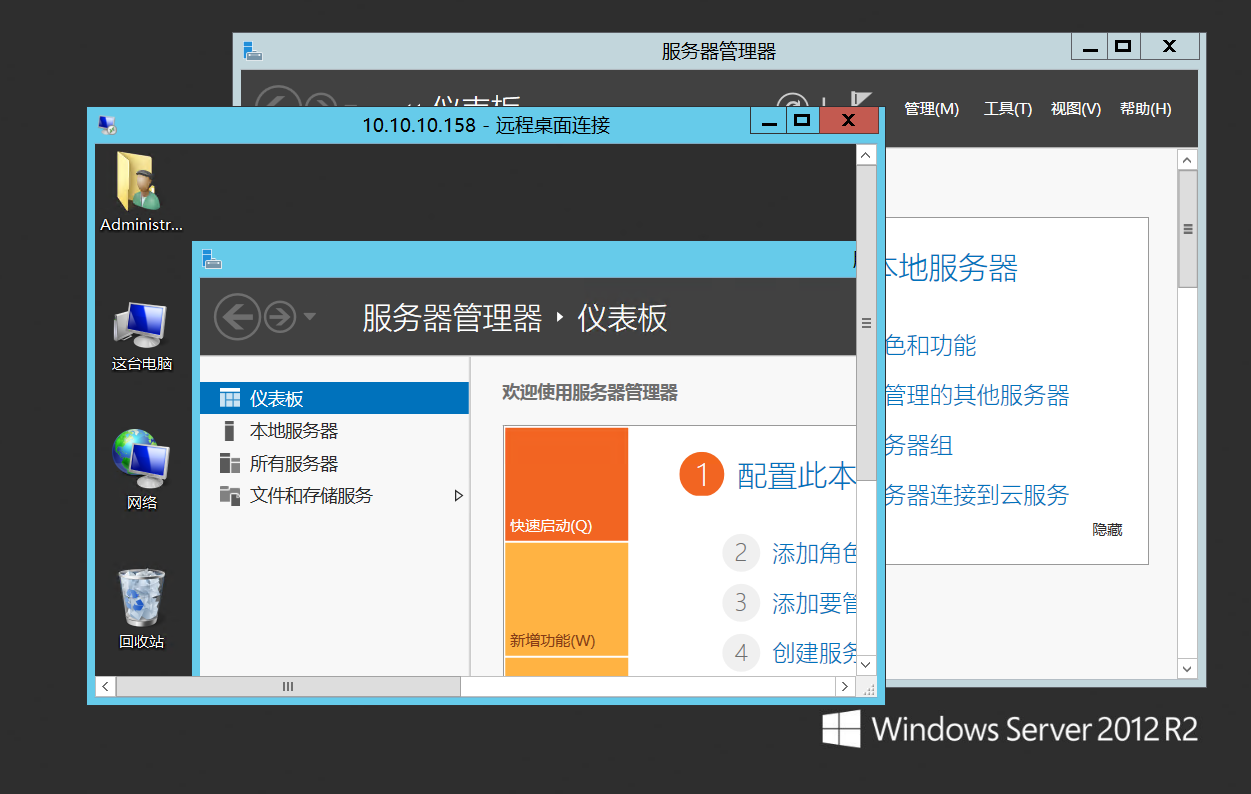 服务器管理器
仪表板
管理(M) 工具(T) 视图(V) 帮助(H)
10.10.10.158 - 远程桌面连接
Administr...
这台电脑
网络
回收站
服务器管理器 · 仪表板
仪表板
本地服务器
所有服务器
文件和存储服务
欢迎使用服务器管理器
快速启动(Q)
新增功能(W)
1 配置此本
2 添加角色
3 添加要管
4 创建服务
本地服务器
色和功能
管理的其他服务器
务器组
务器连接到云服务
隐藏
Windows Server 2012 R2